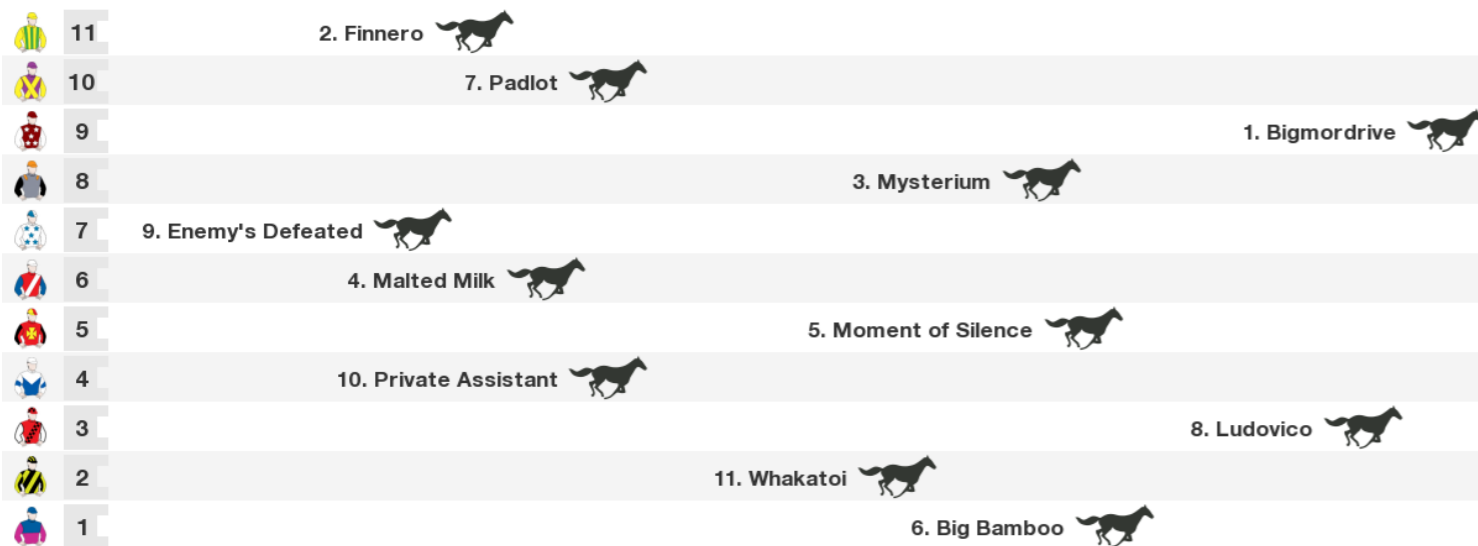 11 2. Finnero
10 7. Padlot
9 1. Bigmordrive
8 3. Mysterium
7 9. Enemy's Defeated
6 4. Malted Milk
5 5. Moment of Silence
4 10. Private Assistant
3 8. Ludovico
2 11. Whakatoi
1 6. Big Bamboo